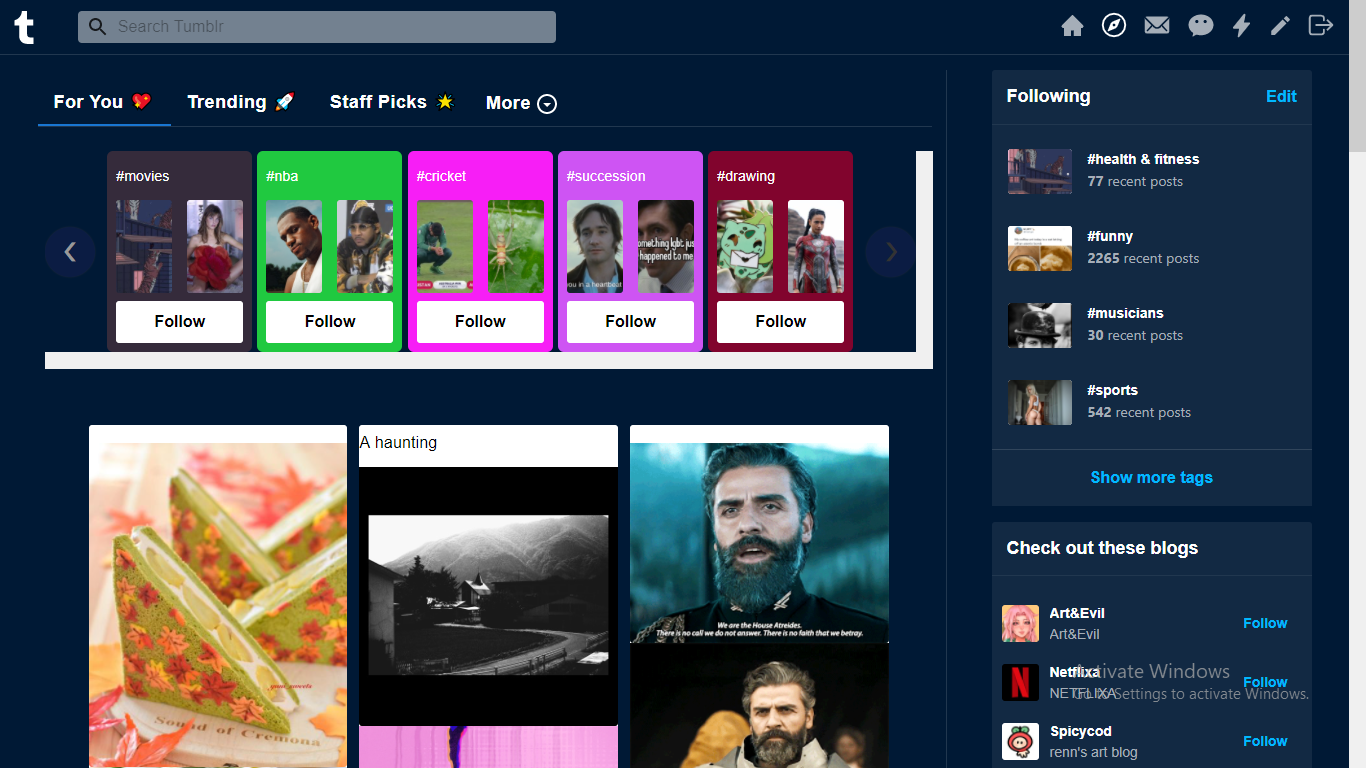 t
Search Tumblr
For You 💖
Trending 🚀
Staff Picks 🌟
More
#movies
#nba
#cricket
#succession
#drawing
you in a heartbeat
omething lgbt jus
happened to me
Follow
Follow
Follow
Follow
Follow
A haunting
We are the House Atreides.
There is no call we do not answer. There is no faith that we betray.
Sound of Cremona
Following
Edit
#health & fitness
77 recent posts
#funny
2265 recent posts
#musicians
30 recent posts
#sports
542 recent posts
Show more tags
Check out these blogs
Art&Evil
Art&Evil
Follow
N
Netflixa
NETFLIXA
Follow
Activate Windows
Go to Settings to activate Windows.
Spicycod
renn's art blog
Follow